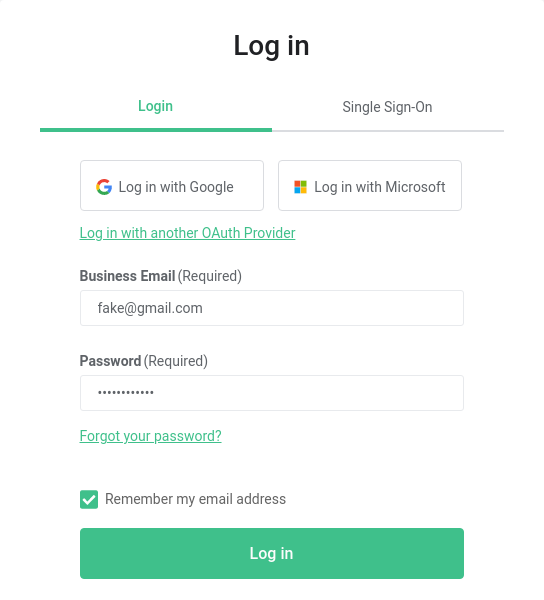 Log in
Login Single Sign-On
Log in with Google Log in with Microsoft
Log in with another OAuth Provider
Business Email (Required)
fake@gmail.com
Password (Required)
••••••••••••
Forgot your password?
Remember my email address
Log in